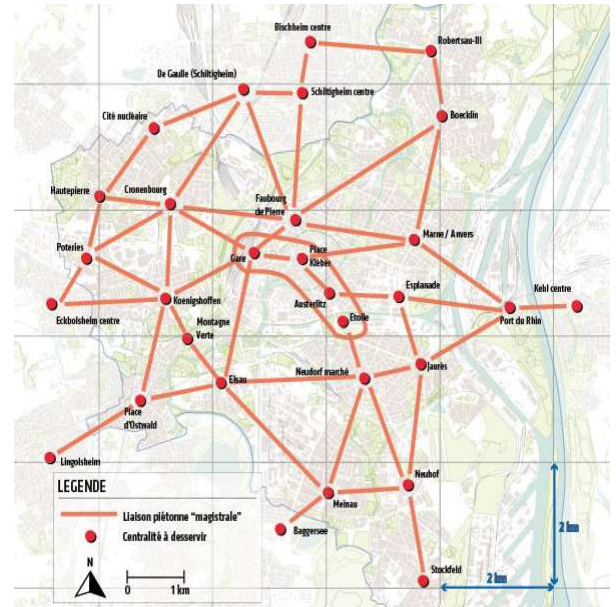 Bischheim centre
Robertsau-III
De Gaulle (Schiltigheim)
Schiltigheim centre
Cité nucléaire
Boecklin
Hautepierre
Cronenbourg
Faubourg
de Pierre
Marne/ Anvers
Poteries
Gare
Place
Kléber
Esplanade
Kehl centre
Austerlitz
Koenigshoffen
Eckbolsheim centre
Port du Rhin
Etoile
Montagne
Verte
Neudorf marché
Jaurès
Elsau
Place
d'Ostwald
Lingolsheim
Neuhof
Meinau
Baggersee
Stockfeld
LEGENDE
Liaison piétonne "magistrale"
Centralité à desservir
N
0 1 km
2 km
2 km